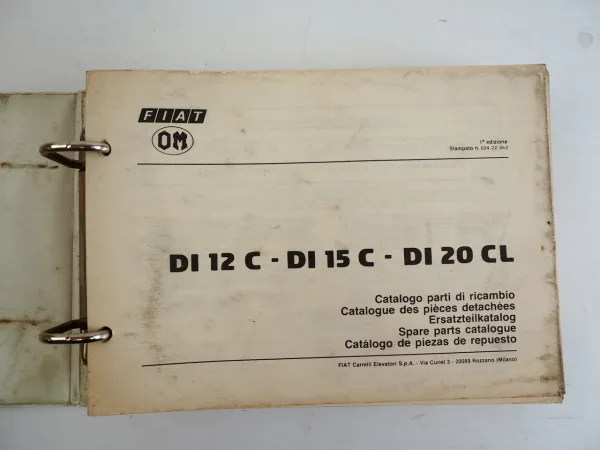 FIAT
OM
1ª edizione
Stampato n. 604.22.
DI 12 C - DI 15 C - DI 20 CL
Catalogo parti di ricambio
Catalogue des pièces detachées
Ersatzteilkatalog
Spare parts catalogue
Catálogo de piezas de repuesto
FIAT Carrelli Elevatori S.p.A. - Via Curiel 3 - 20089 Rozzano (Milano)